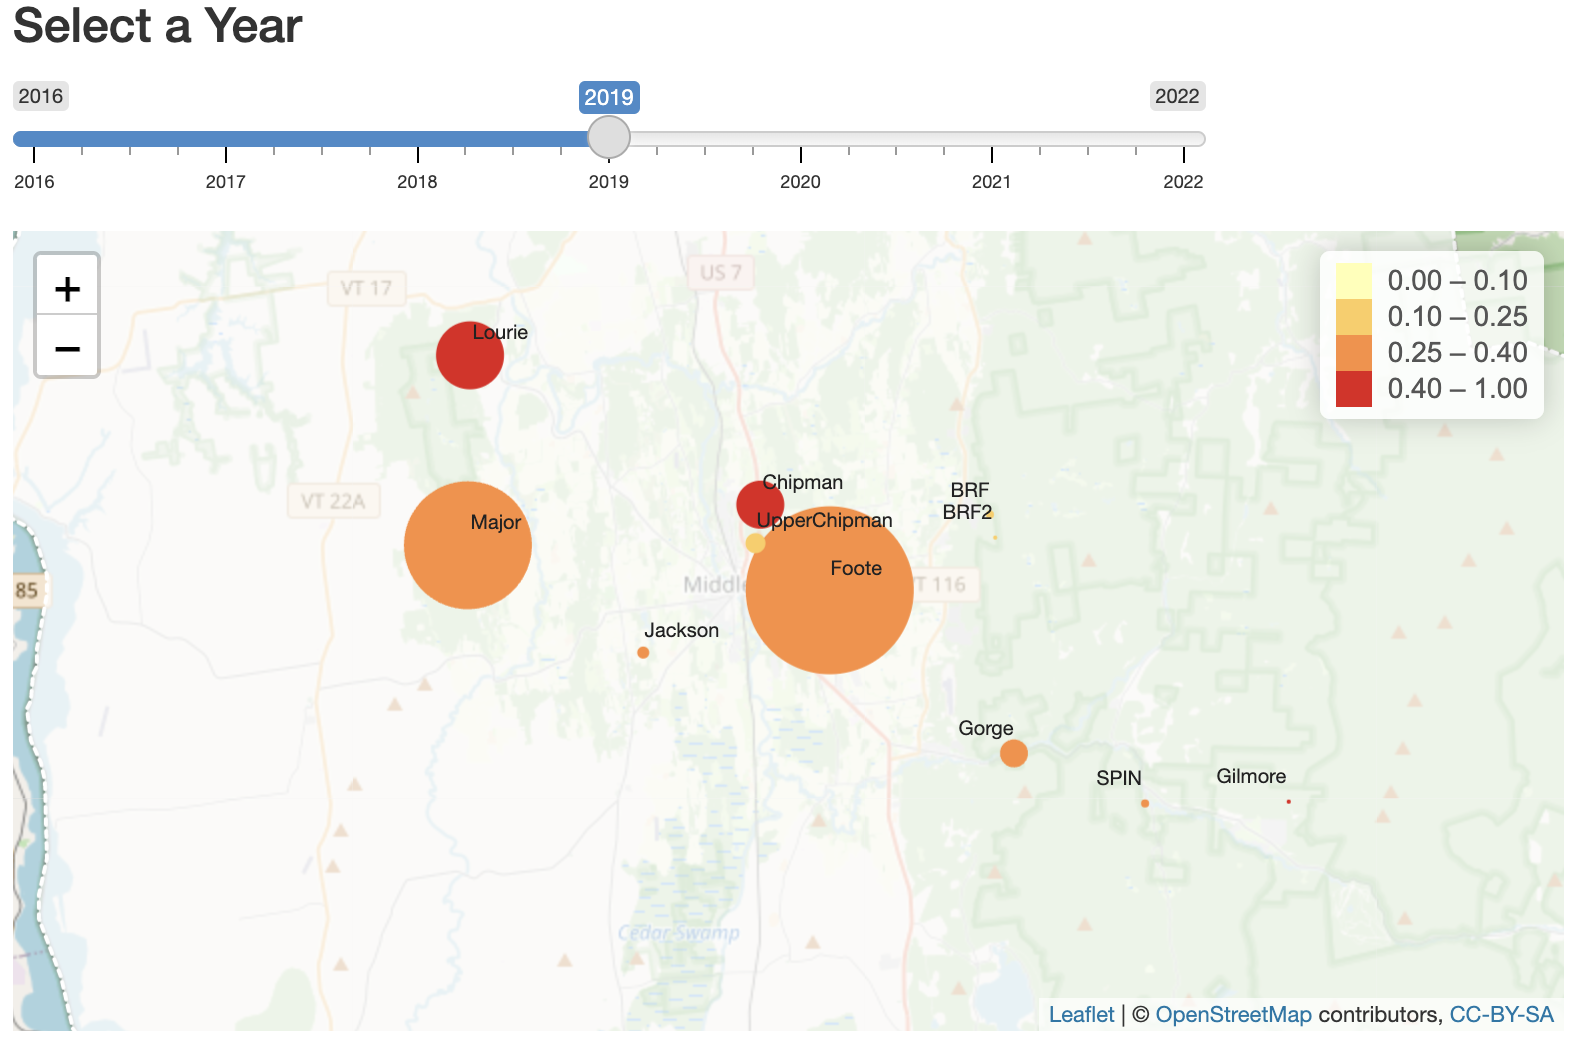 Select a Year
2016
2019
2022
2016 2017 2018 2019 2020 2021 2022
+
−
VT 17
US 7
0.00 – 0.10
0.10 – 0.25
0.25 – 0.40
0.40 – 1.00
Lourie
Chipman
BRF
VT 22A
BRF2
Major
UpperChipman
Foote
85
Middle
T 116
Jackson
Gorge
SPIN
Gilmore
Cedar Swamp
Leaflet | © OpenStreetMap contributors, CC-BY-SA